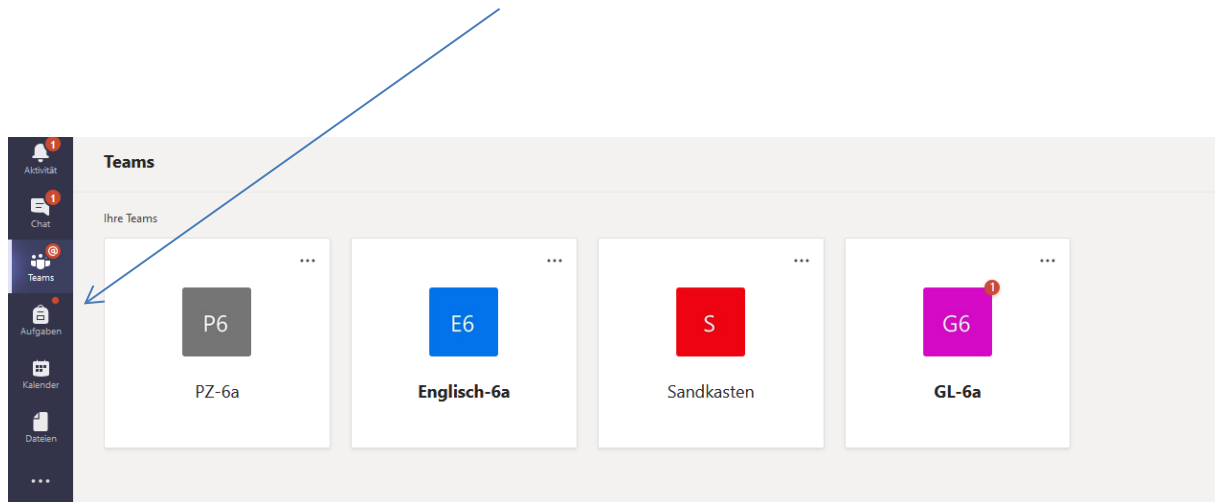 1
Aktivität
1
Chat
@
Teams
Aufgaben
Kalender
Dateien
...
Teams
Ihre Teams
...
P6
PZ-6a
...
E6
Englisch-6a
...
S
Sandkasten
...
1
G6
GL-6a